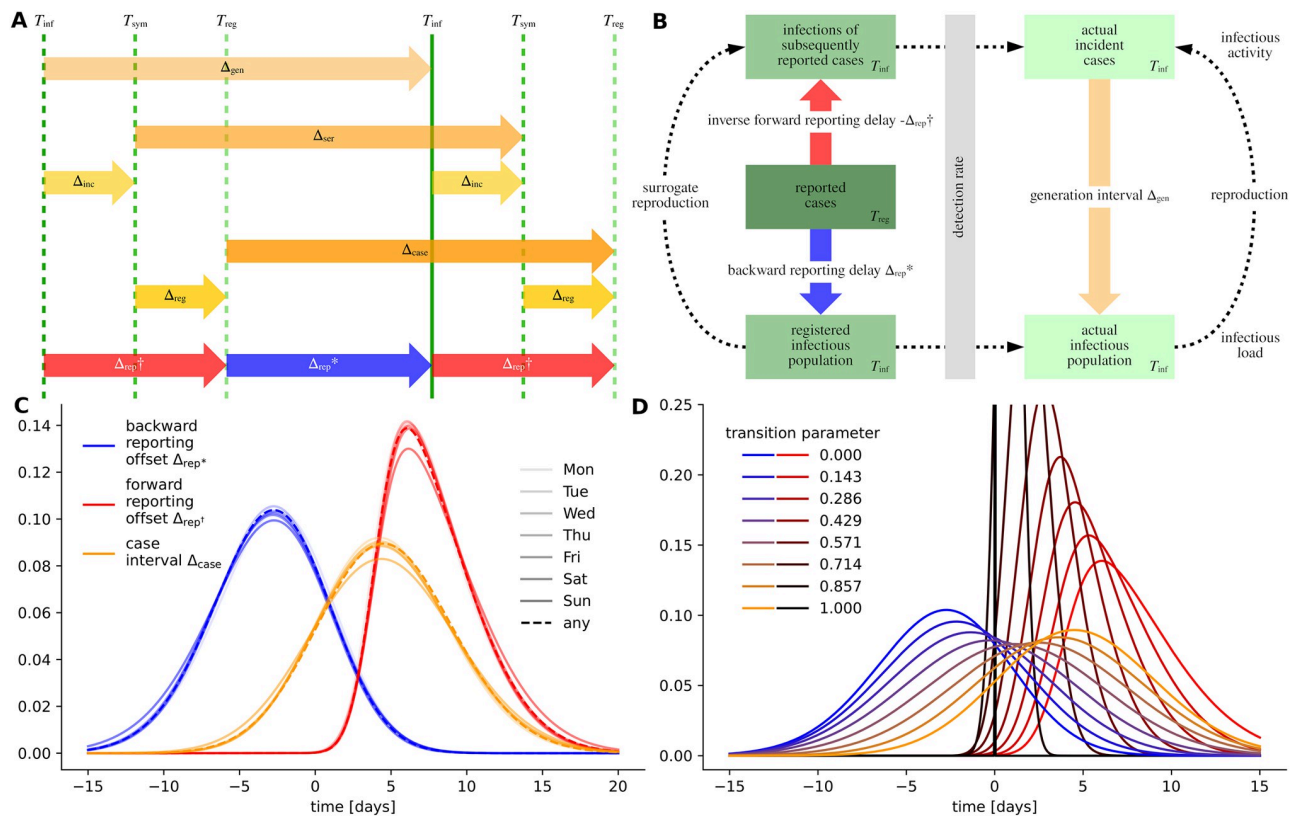 A
T_inf T_sym T_reg T_inf T_sym T_reg
Δ_gen
Δ_ser
Δ_inc Δ_inc
Δ_case
Δ_reg Δ_reg
Δ_rep† Δ_rep* Δ_rep†
B
infections of
subsequently
reported cases
T_inf
actual
incident
cases
T_inf
infectious
activity
inverse forward reporting delay -Δ_rep†
surrogate
reproduction
reported
cases
T_reg
detection rate
generation interval Δ_gen
reproduction
backward reporting delay Δ_rep*
registered
infectious
population
T_inf
actual
infectious
population
T_inf
infectious
load
C
backward
reporting
offset Δ_rep*
forward
reporting
offset Δ_rep†
case
interval Δ_case
Mon
Tue
Wed
Thu
Fri
Sat
Sun
any
0.14
0.12
0.10
0.08
0.06
0.04
0.02
0.00
−15 −10 −5 0 5 10 15 20
time [days]
D
transition parameter
0.000
0.143
0.286
0.429
0.571
0.714
0.857
1.000
0.25
0.20
0.15
0.10
0.05
0.00
−15 −10 −5 0 5 10 15
time [days]